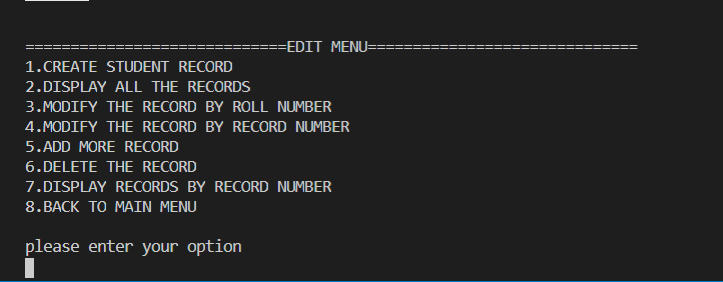 =============================EDIT MENU==============================
1.CREATE STUDENT RECORD
2.DISPLAY ALL THE RECORDS
3.MODIFY THE RECORD BY ROLL NUMBER
4.MODIFY THE RECORD BY RECORD NUMBER
5.ADD MORE RECORD
6.DELETE THE RECORD
7.DISPLAY RECORDS BY RECORD NUMBER
8.BACK TO MAIN MENU
please enter your option